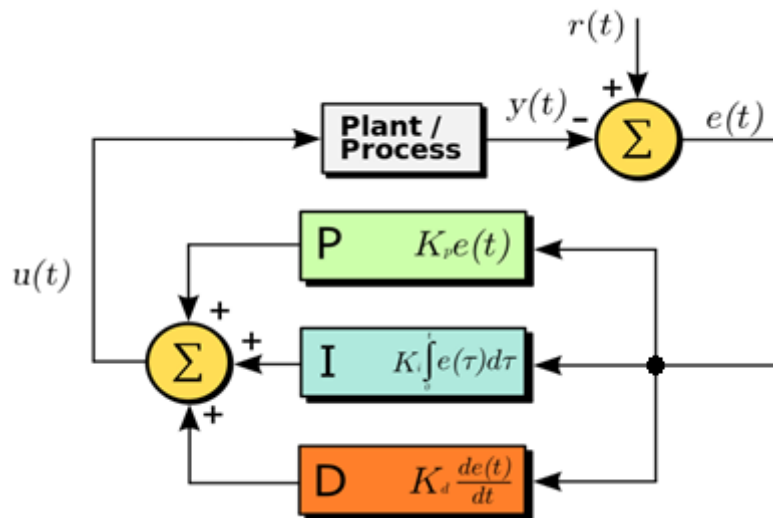 r(t)
+
Plant /
Process
y(t)
-
Σ
e(t)
P K_p e(t)
u(t)
+
Σ
+
I K_i ∫_0^t e(τ)dτ
+
D K_d de(t)/dt